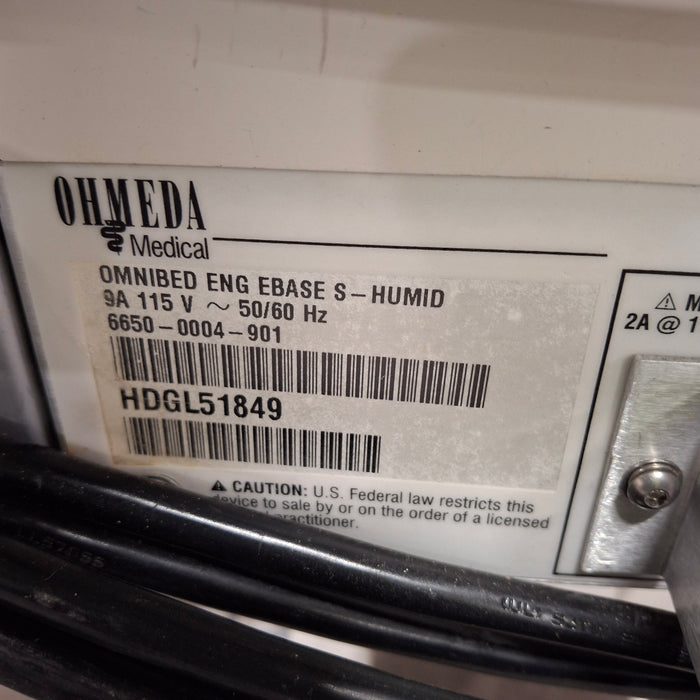 OHMEDA
Medical
OMNIBED ENG EBASE S-HUMID
9A 115 V ~ 50/60 Hz
6650-0004-901
HDGL51849
⚠ CAUTION: U.S. Federal law restricts this
device to sale by or on the order of a licensed
practitioner.
⚠ M
2A @ 1